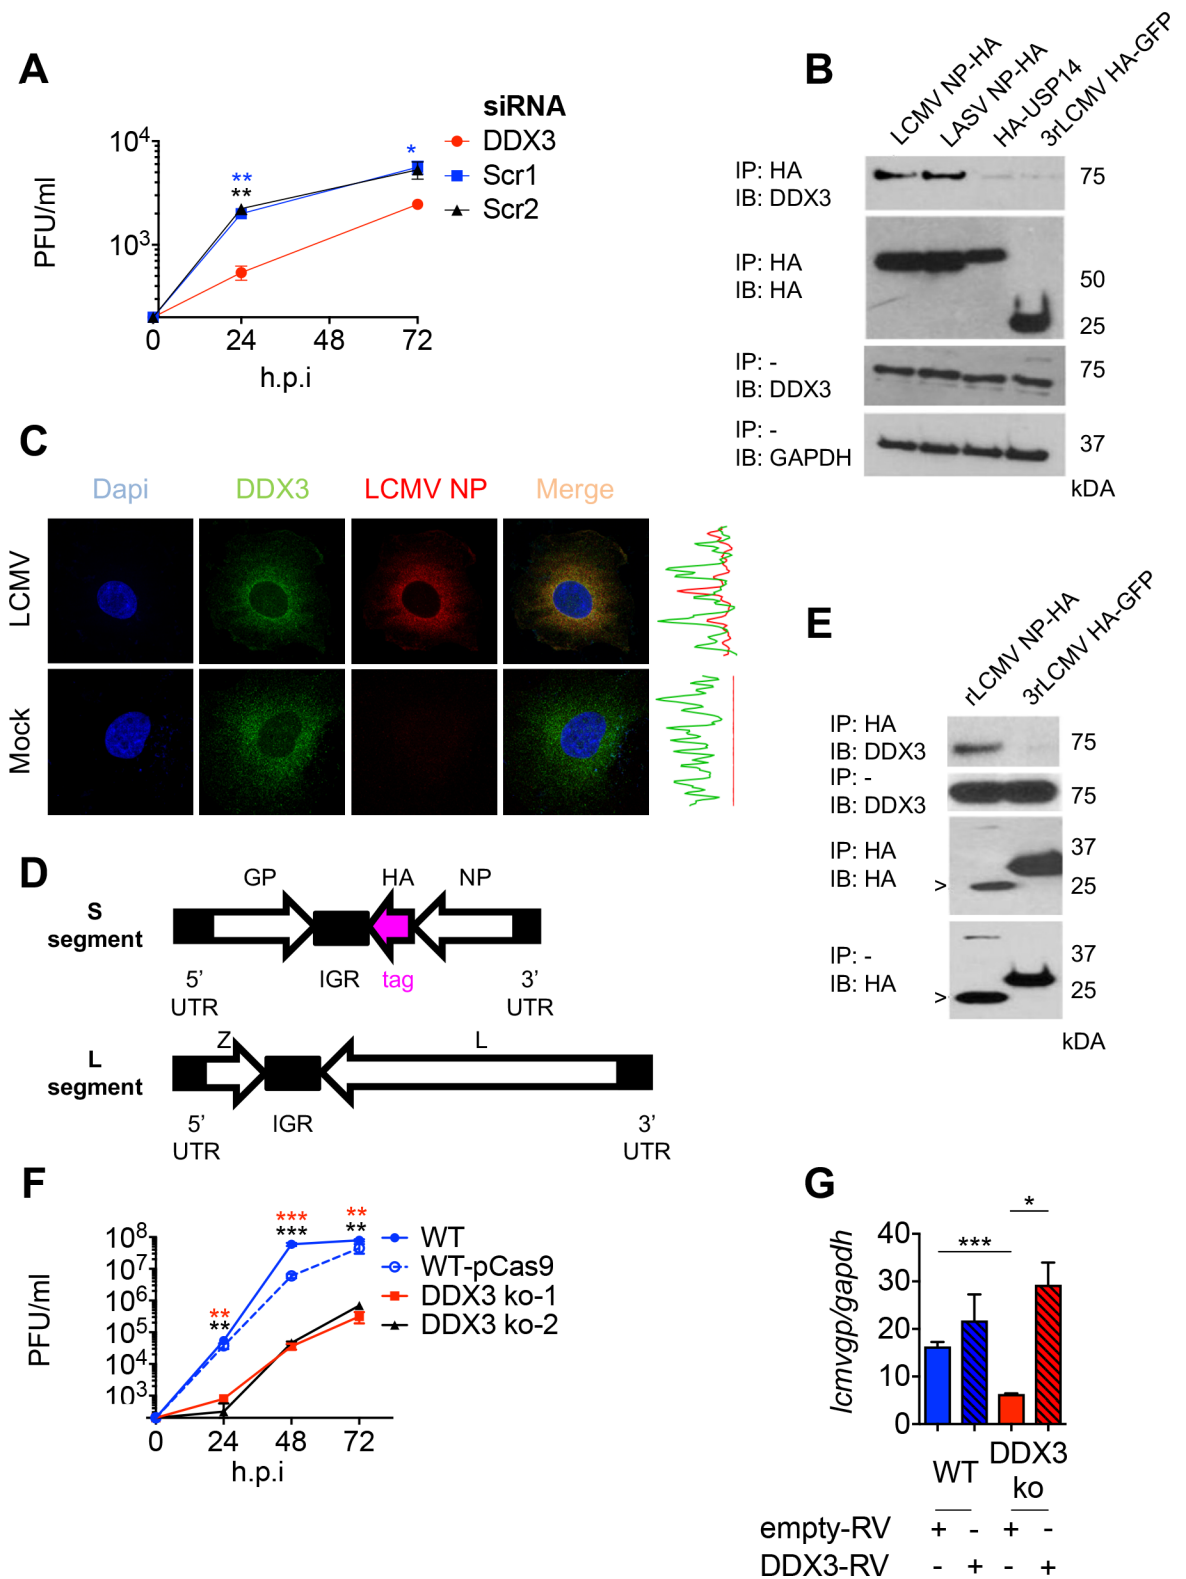 A
siRNA
DDX3
Scr1
Scr2
10⁴
10³
**
**
*
PFU/ml
0 24 48 72
h.p.i
B
LCMV NP-HA
LASV NP-HA
HA-USP14
3rLCMV HA-GFP
IP: HA
IB: DDX3
75
IP: HA
IB: HA
50
25
IP: -
IB: DDX3
75
IP: -
IB: GAPDH
37
kDA
C
Dapi DDX3 LCMV NP Merge
LCMV
Mock
D
GP HA NP
S
segment
5' IGR tag 3'
UTR UTR
Z L
L
segment
5' IGR 3'
UTR UTR
E
rLCMV NP-HA
3rLCMV HA-GFP
IP: HA
IB: DDX3
75
IP: -
IB: DDX3
75
IP: HA
IB: HA
37
> 25
IP: -
IB: HA
37
> 25
kDA
F
PFU/ml
10⁸
10⁷
10⁶
10⁵
10⁴
10³
**
**
***
***
**
**
WT
WT-pCas9
DDX3 ko-1
DDX3 ko-2
0 24 48 72
h.p.i
G
lcmvgp/gapdh
40
30
20
10
0
***
*
WT
DDX3
ko
empty-RV + - + -
DDX3-RV - + - +